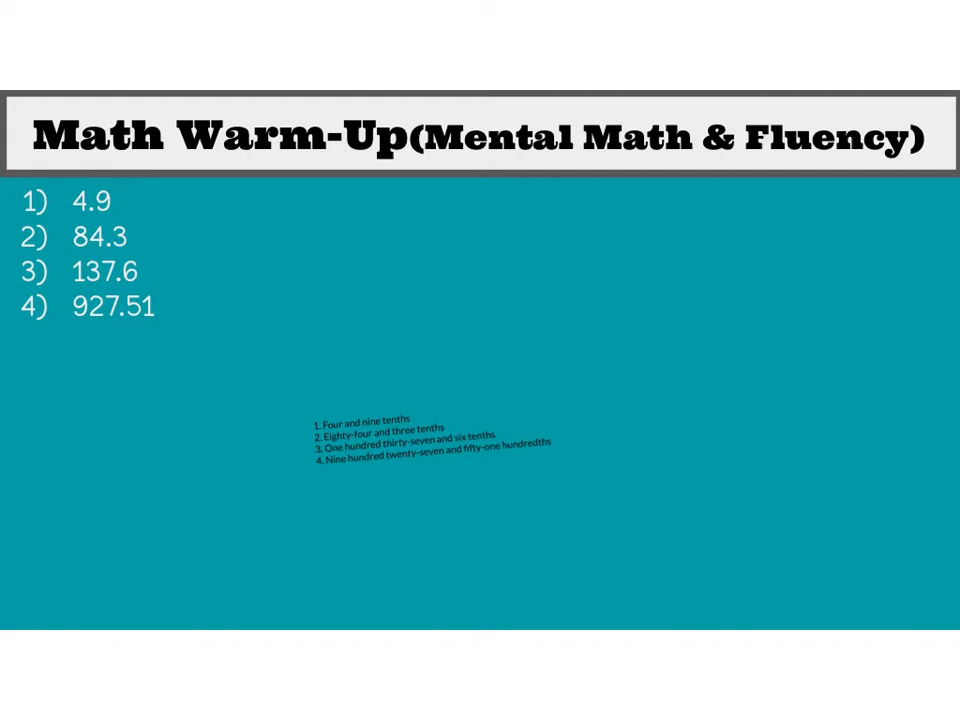 Math Warm-Up(Mental Math & Fluency)
1) 4.9
2) 84.3
3) 137.6
4) 927.51
1. Four and nine tenths
2. Eighty-four and three tenths
3. One hundred thirty-seven and six tenths
4. Nine hundred twenty-seven and fifty-one hundredths